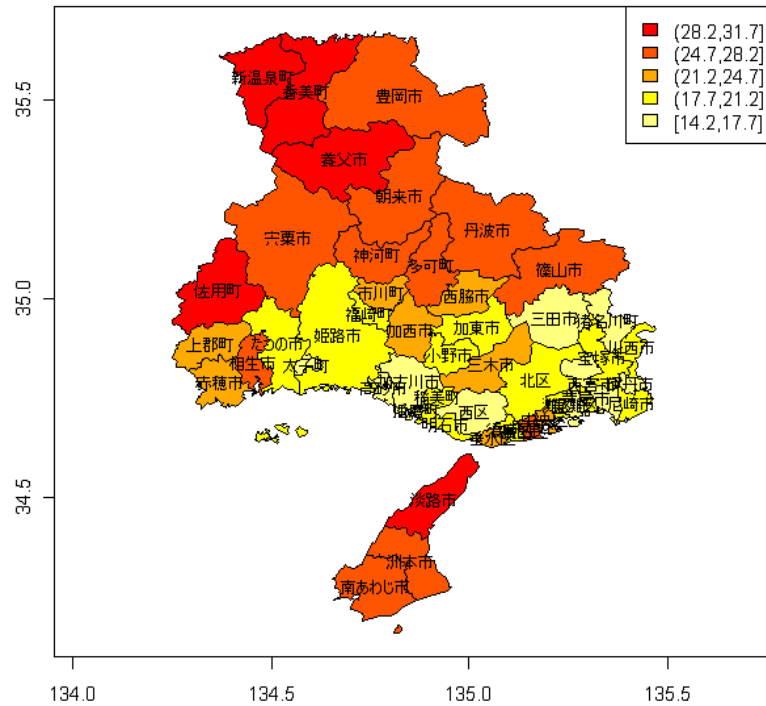 (28.2,31.7]
(24.7,28.2]
(21.2,24.7]
(17.7,21.2]
[14.2,17.7]
新温泉町
香美町
豊岡市
養父市
朝来市
宍粟市
丹波市
神河町
多可町
篠山市
佐用町
市川町
西脇市
福崎町
三田市
猪名川町
上郡町
たつの市
姫路市
加西市
加東市
川西市
相生市
太子町
小野市
三木市
宝塚市
赤穂市
加古川市
北区
稲美町
西区
明石市
尼崎市
淡路市
洲本市
南あわじ市
35.5
35.0
34.5
134.0
134.5
135.0
135.5